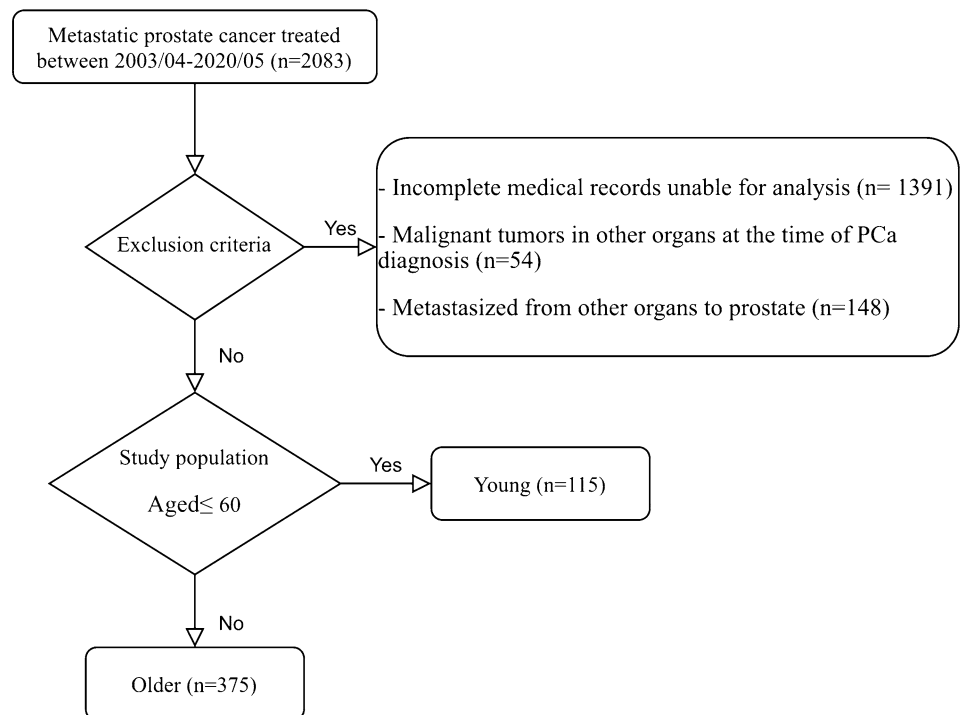 Metastatic prostate cancer treated
between 2003/04-2020/05 (n=2083)
Exclusion criteria
Yes
- Incomplete medical records unable for analysis (n= 1391)
- Malignant tumors in other organs at the time of PCa
diagnosis (n=54)
- Metastasized from other organs to prostate (n=148)
No
Study population
Aged≤ 60
Yes
Young (n=115)
No
Older (n=375)